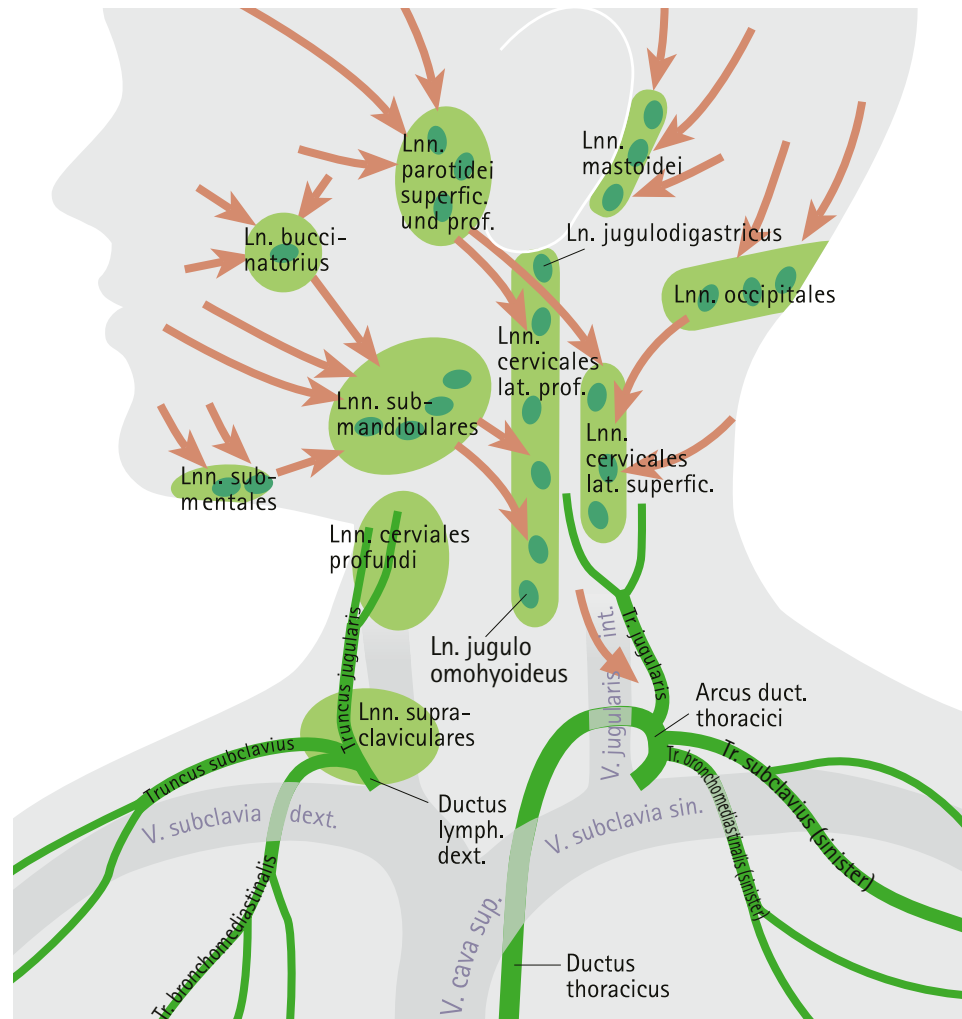 Lnn.
parotidei
superfic.
und prof.
Lnn.
mastoidei
Ln. bucci-
natorius
Ln. jugulodigastricus
Lnn. occipitales
Lnn.
cervicales
lat. prof.
Lnn. sub-
mandibulares
Lnn.
cervicales
lat. superfic.
Lnn. sub-
mentales
Lnn. cerviales
profundi
Truncus jugularis
Ln. jugulo
omohyoideus
V. jugularis int.
Tr. jugularis
Arcus duct.
thoracici
Lnn. supra-
claviculares
Truncus subclavius
Tr. subclavius (sinister)
Tr. bronchomediastinalis (sinister)
V. subclavia dext.
Ductus
lymph.
dext.
V. subclavia sin.
Tr. bronchomediastinalis
V. cava sup.
Ductus
thoracicus